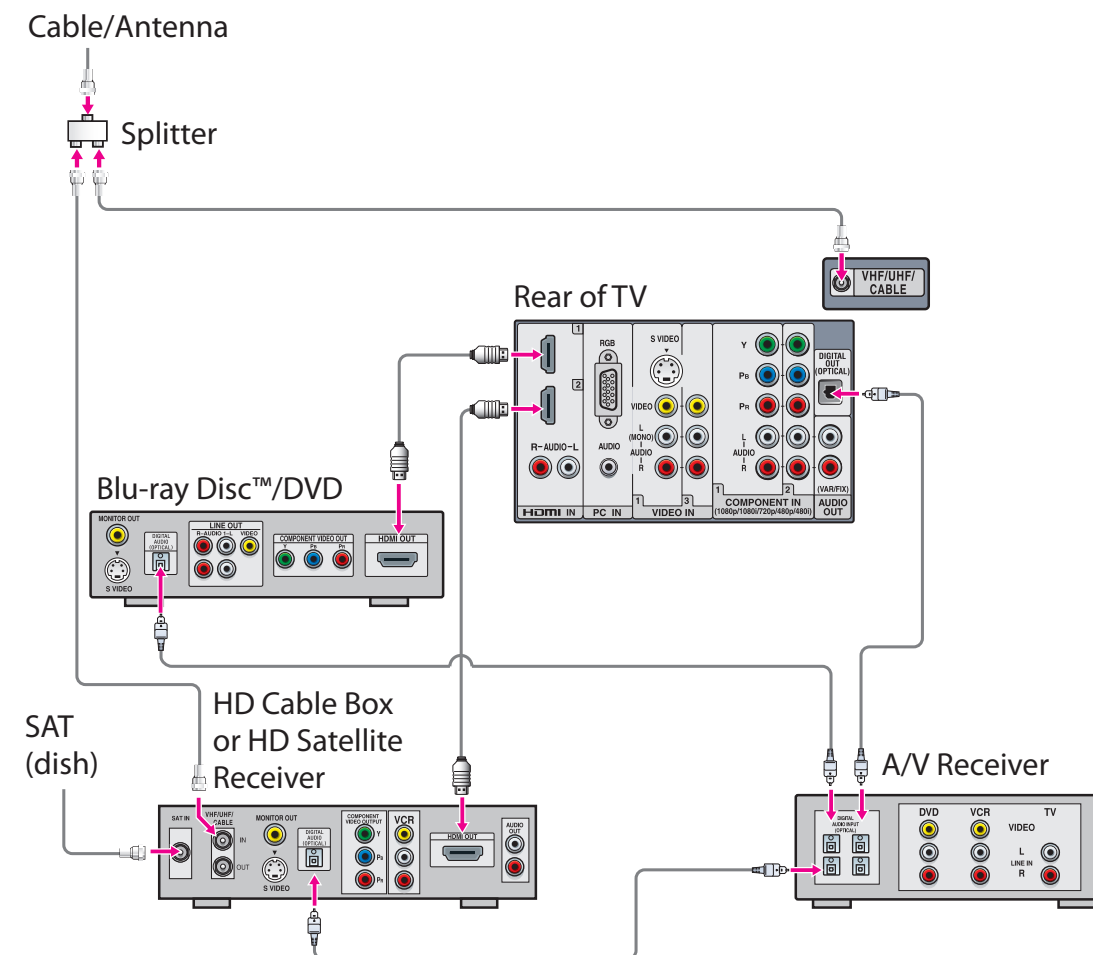 Cable/Antenna
Splitter
VHF/UHF/
CABLE
Rear of TV
1
2
R-AUDIO-L
HDMI IN
RGB
AUDIO
PC IN
S VIDEO
VIDEO
L
(MONO)
AUDIO
R
1
3
VIDEO IN
Y
PB
PR
L
AUDIO
R
1
2
COMPONENT IN
(1080p/1080i/720p/480p/480i)
DIGITAL
OUT
(OPTICAL)
(VAR/FIX)
AUDIO
OUT
Blu-ray Disc™/DVD
MONITOR OUT
S VIDEO
DIGITAL
AUDIO
(OPTICAL)
LINE OUT
R-AUDIO 1-L VIDEO
COMPONENT VIDEO OUT
Y PB PR
HDMI OUT
SAT
(dish)
HD Cable Box
or HD Satellite
Receiver
SAT IN
VHF/UHF/
CABLE
IN
OUT
MONITOR OUT
S VIDEO
DIGITAL
AUDIO
(OPTICAL)
COMPONENT
VIDEO OUTPUT
Y
PB
PR
VCR
HDMI OUT
AUDIO
OUT
A/V Receiver
DIGITAL
AUDIO INPUT
(OPTICAL)
DVD
VCR
TV
VIDEO
L
LINE IN
R